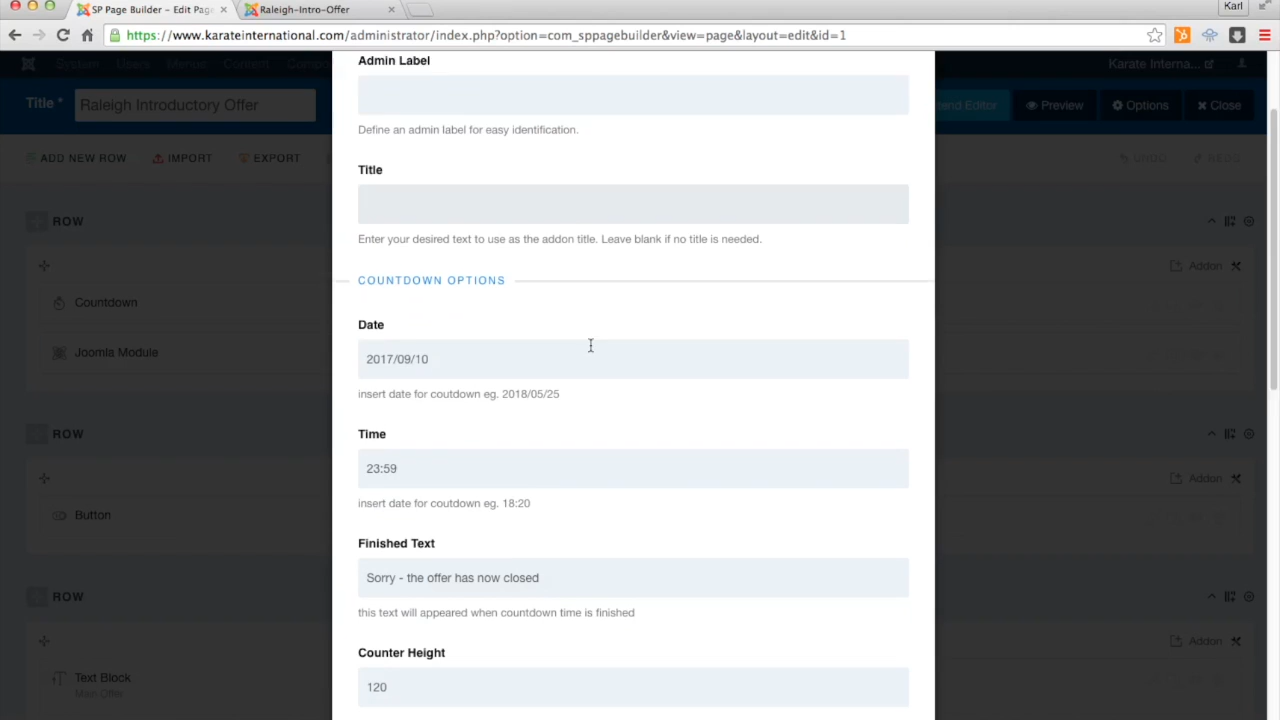 SP Page Builder – Edit Page
Raleigh-Intro-Offer
Karl
https://www.karateinternational.com/administrator/index.php?option=com_sppagebuilder&view=page&layout=edit&id=1
System Users Menus Content
Karate Interna...
Title * Raleigh Introductory Offer
Editor Preview Options Close
ADD NEW ROW IMPORT EXPORT
UNDO REDO
Admin Label
Define an admin label for easy identification.
Title
Enter your desired text to use as the addon title. Leave blank if no title is needed.
COUNTDOWN OPTIONS
Date
2017/09/10
insert date for coutdown eg. 2018/05/25
Time
23:59
insert date for coutdown eg. 18:20
Finished Text
Sorry - the offer has now closed
this text will appeared when countdown time is finished
Counter Height
120
ROW
Addon
Countdown
Joomla Module
ROW
Addon
Button
ROW
Addon
Text Block
Main Offer